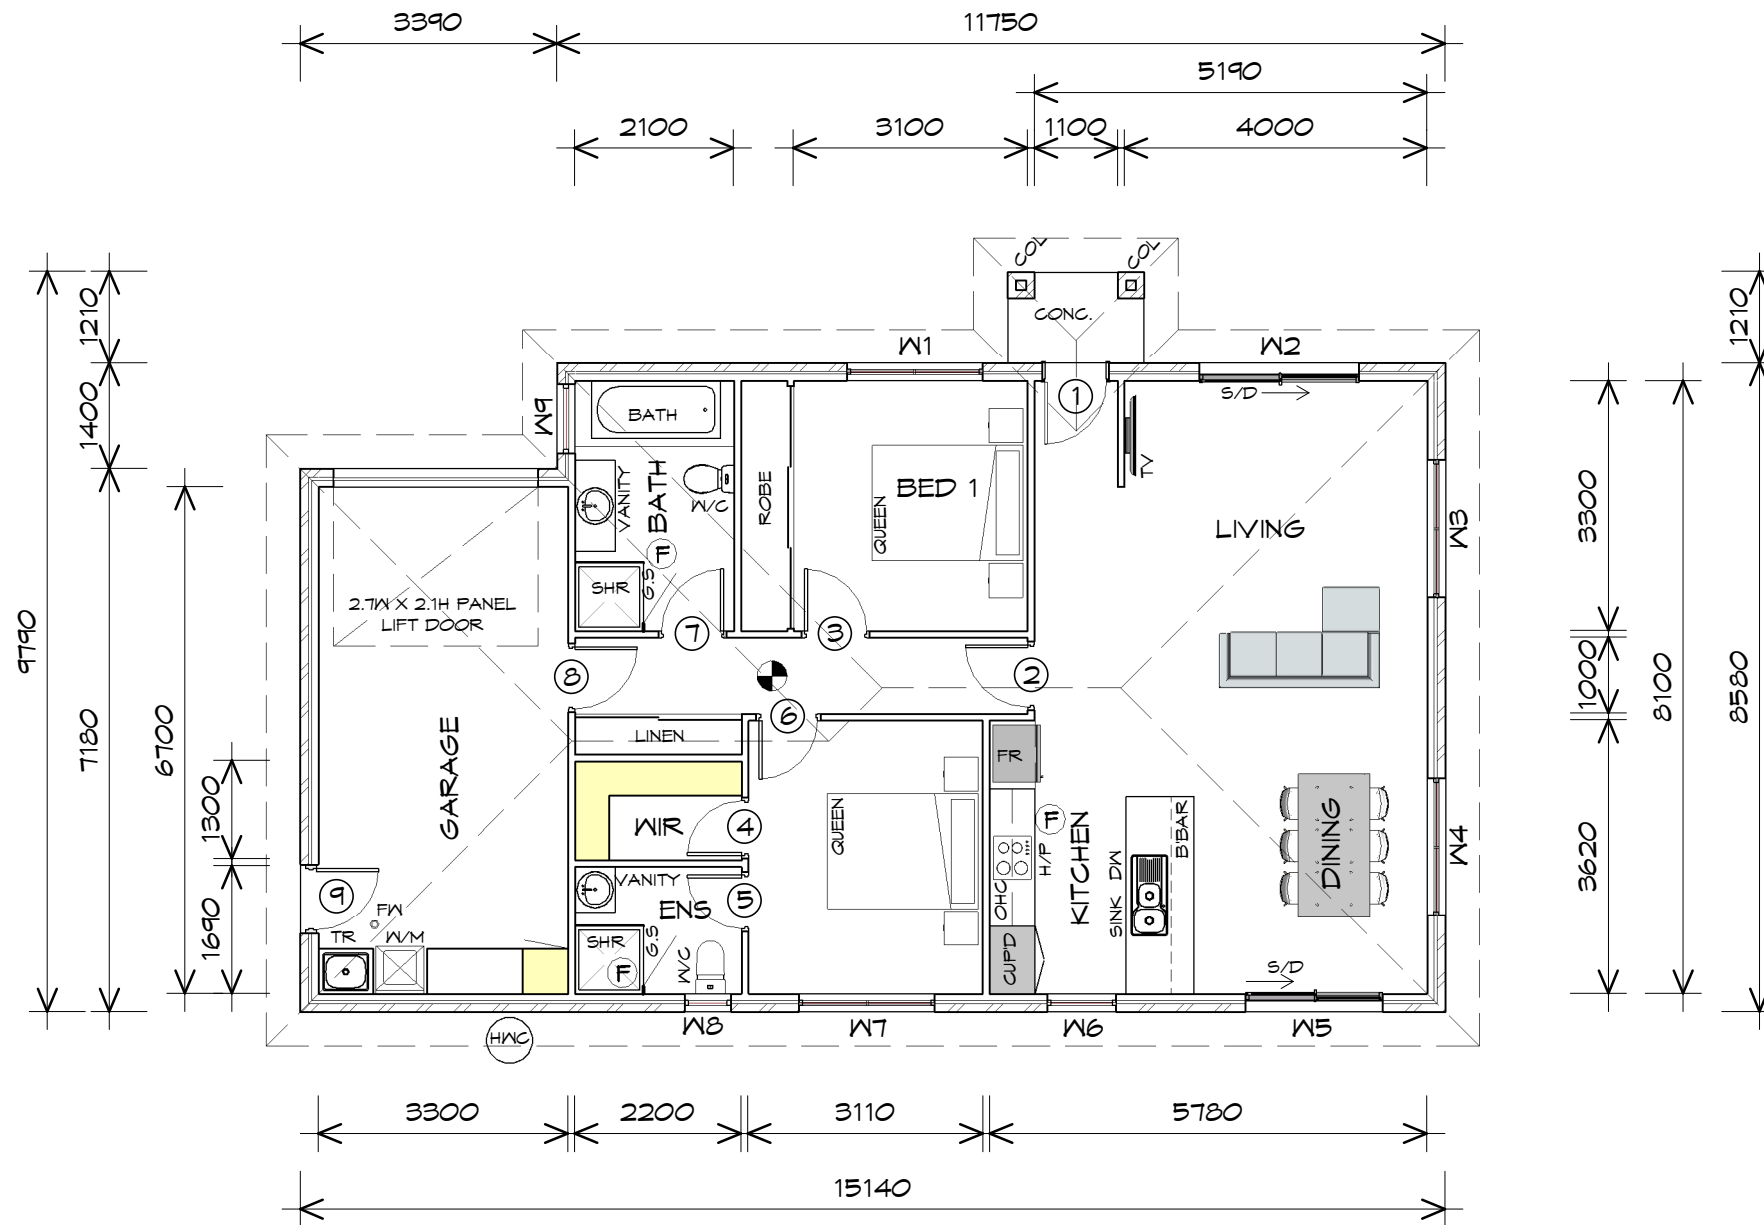 3390
11750
5190
2100
3100
1100
4000
COL
COL
CONC.
W1
W2
1
S/D
BATH
W9
TV
VANITY
BATH
W/C
ROBE
QUEEN
BED 1
LIVING
W3
F
SHR
G.S
2.7W X 2.1H PANEL
LIFT DOOR
7
3
8
2
6
LINEN
GARAGE
FR
WIR
4
QUEEN
F
H/P
KITCHEN
B'BAR
DINING
W4
SINK DW
OHC
CUP'D
VANITY
5
ENS
9
FW
TR
W/M
SHR
G.S
F
W/C
S/D
HWC
W8
W7
W6
W5
9790
1210
1400
7180
6700
1300
1690
3300
1000
3620
8100
1210
8580
3300
2200
3110
5780
15140